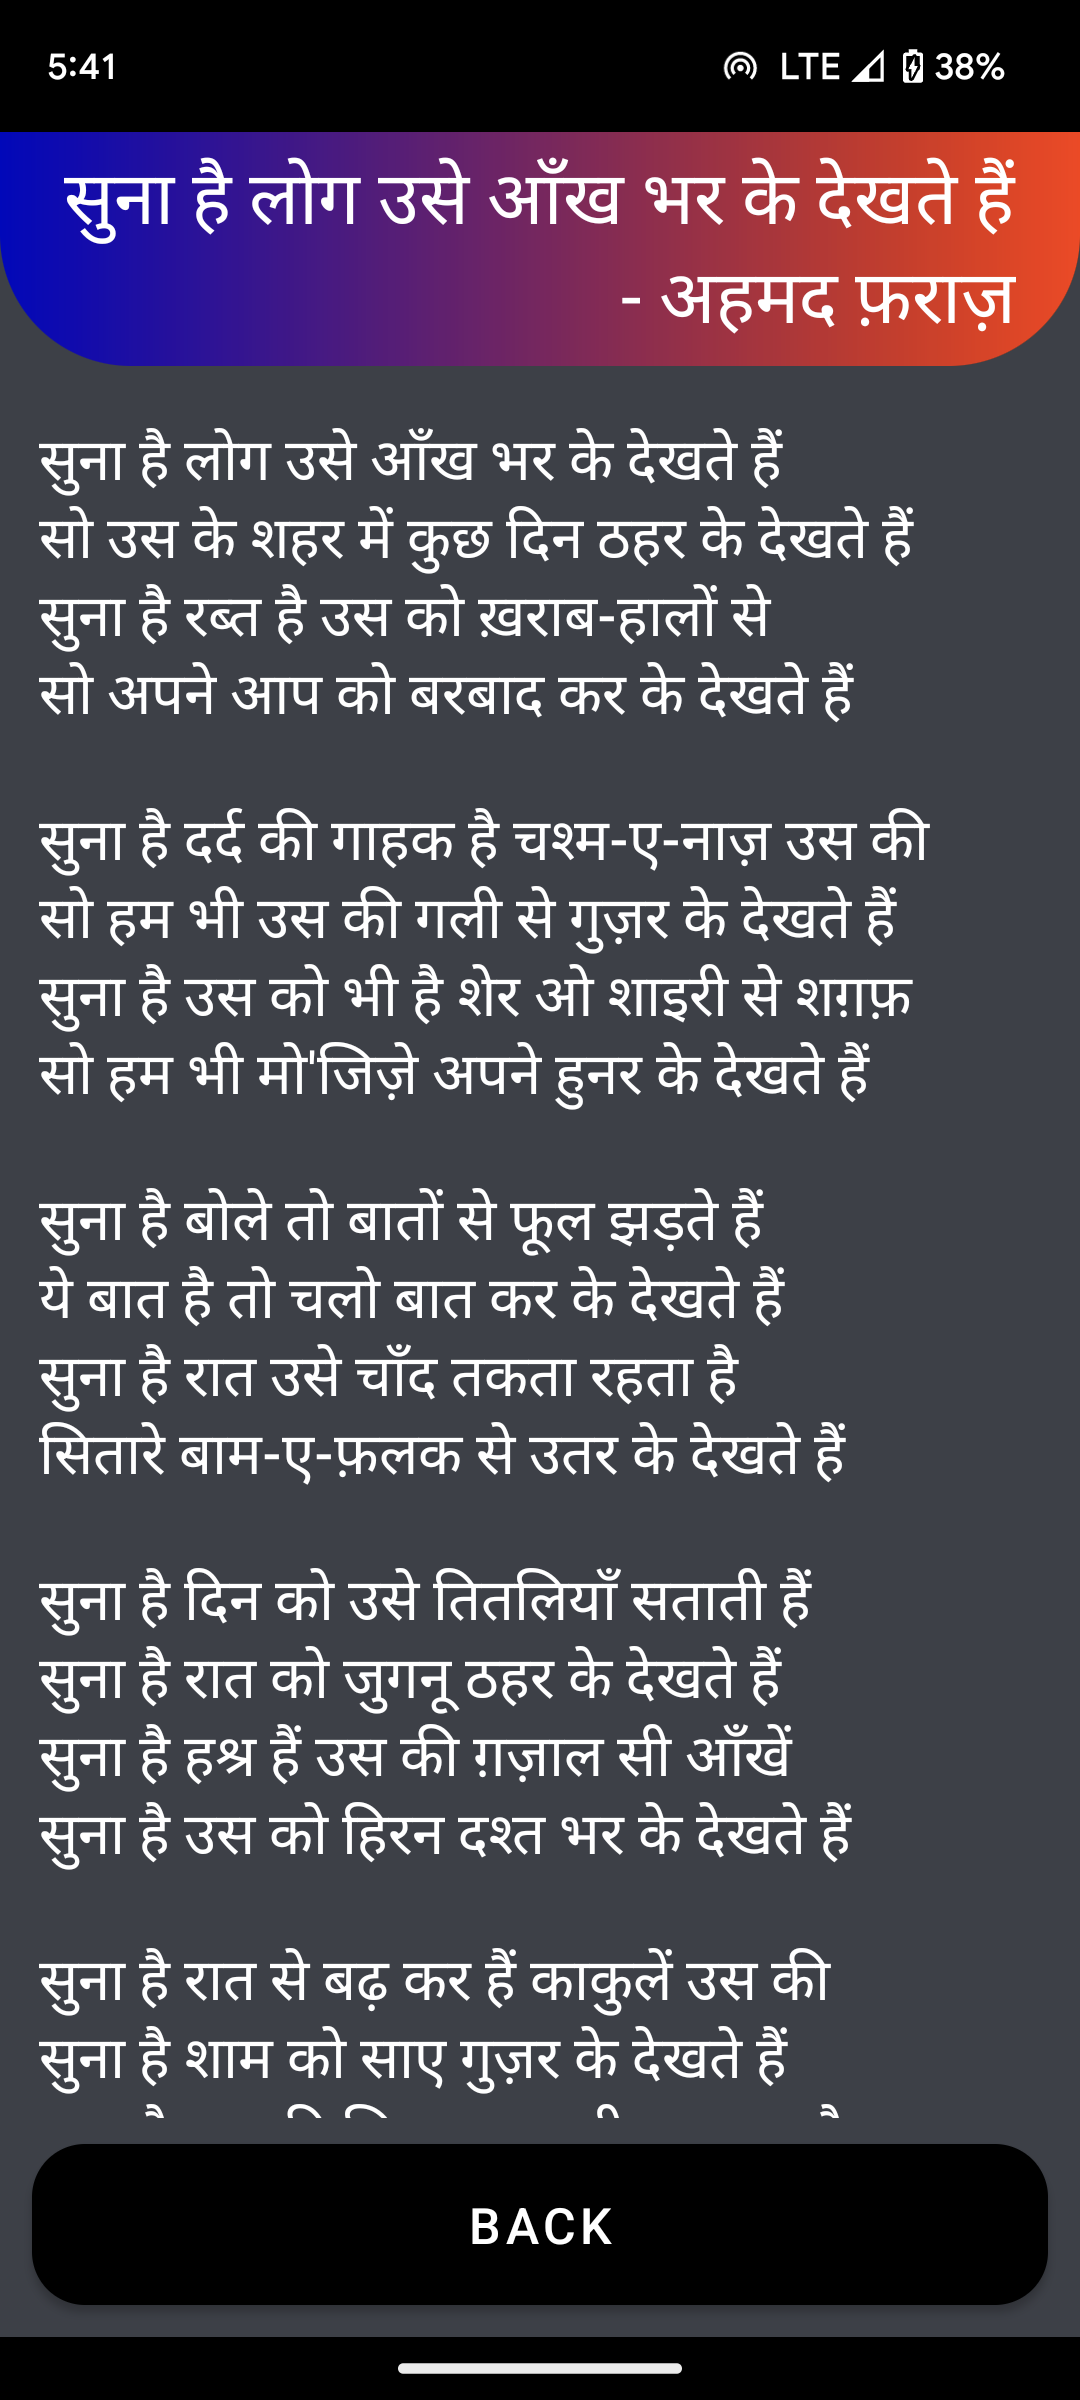 5:41 LTE 38%
सुना है लोग उसे आँख भर के देखते हैं
- अहमद फ़राज़
सुना है लोग उसे आँख भर के देखते हैं
सो उस के शहर में कुछ दिन ठहर के देखते हैं
सुना है रब्त है उस को ख़राब-हालों से
सो अपने आप को बरबाद कर के देखते हैं
सुना है दर्द की गाहक है चश्म-ए-नाज़ उस की
सो हम भी उस की गली से गुज़र के देखते हैं
सुना है उस को भी है शेर ओ शाइरी से शग़फ़
सो हम भी मो'जिज़े अपने हुनर के देखते हैं
सुना है बोले तो बातों से फूल झड़ते हैं
ये बात है तो चलो बात कर के देखते हैं
सुना है रात उसे चाँद तकता रहता है
सितारे बाम-ए-फ़लक से उतर के देखते हैं
सुना है दिन को उसे तितलियाँ सताती हैं
सुना है रात को जुगनू ठहर के देखते हैं
सुना है हश्र हैं उस की ग़ज़ाल सी आँखें
सुना है उस को हिरन दश्त भर के देखते हैं
सुना है रात से बढ़ कर हैं काकुलें उस की
सुना है शाम को साए गुज़र के देखते हैं
BACK